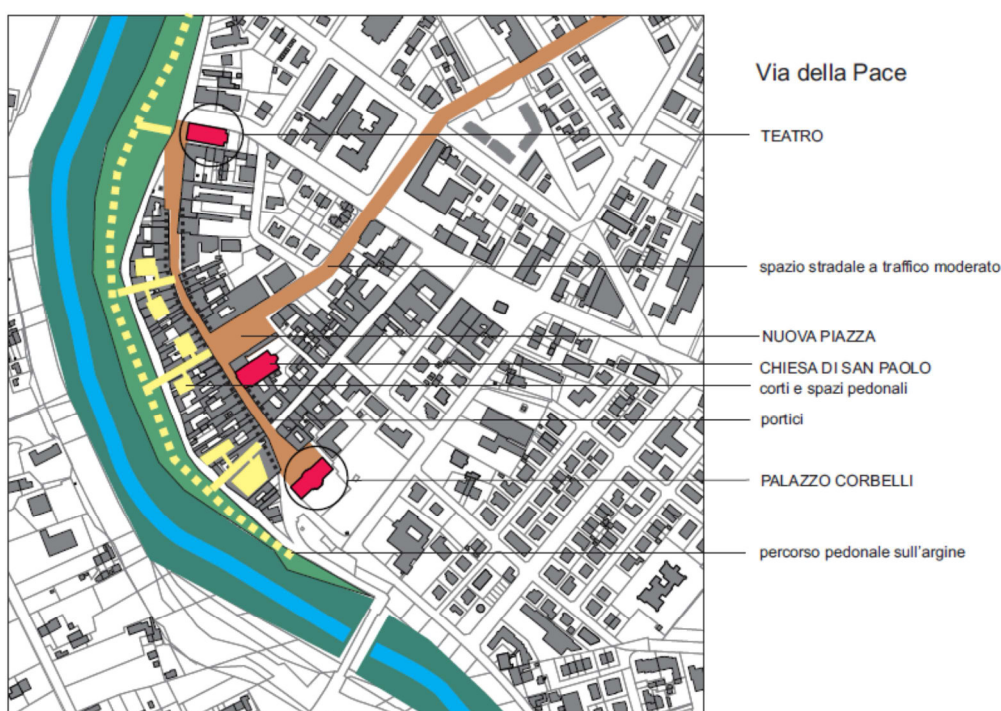 Via della Pace
TEATRO
spazio stradale a traffico moderato
NUOVA PIAZZA
CHIESA DI SAN PAOLO
corti e spazi pedonali
portici
PALAZZO CORBELLI
percorso pedonale sull'argine